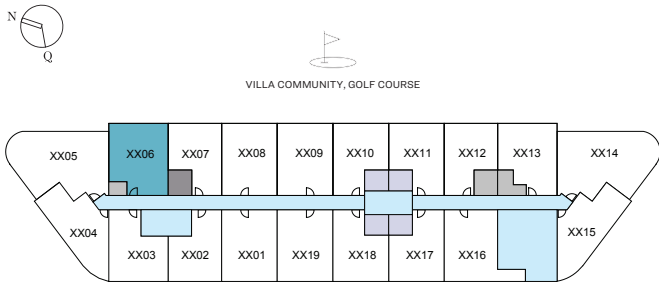 N
Q
VILLA COMMUNITY, GOLF COURSE
XX05
XX06
XX07
XX08
XX09
XX10
XX11
XX12
XX13
XX14
XX04
XX03
XX02
XX01
XX19
XX18
XX17
XX16
XX15